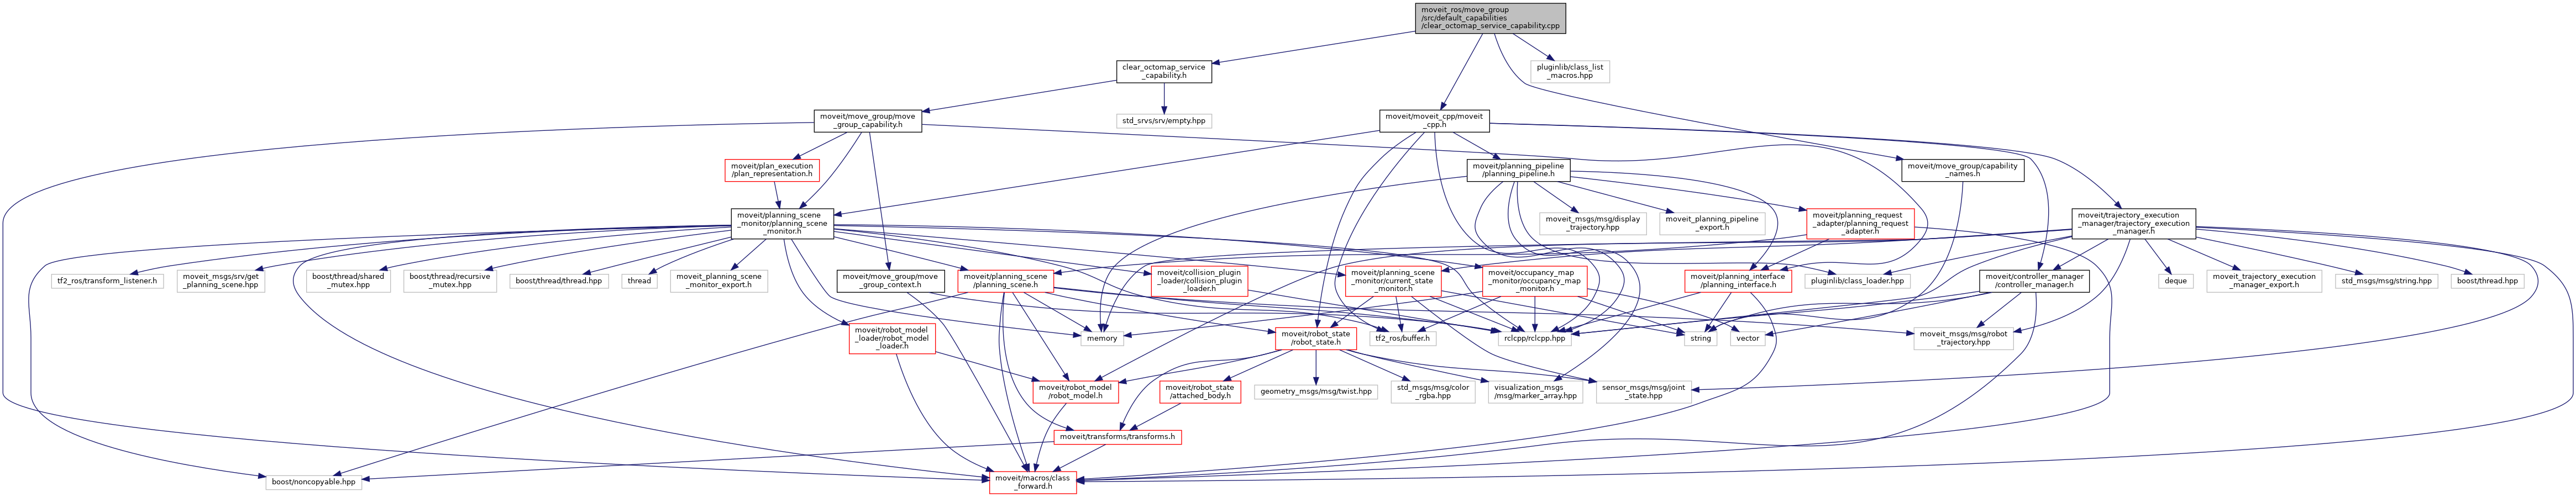 moveit_ros/move_group
/src/default_capabilities
/clear_octomap_service_capability.cpp
clear_octomap_service
_capability.h
pluginlib/class_list
_macros.hpp
moveit/move_group/move
_group_capability.h
std_srvs/srv/empty.hpp
moveit/moveit_cpp/moveit
_cpp.h
moveit/plan_execution
/plan_representation.h
moveit/planning_pipeline
/planning_pipeline.h
moveit/move_group/capability
_names.h
moveit/planning_scene
_monitor/planning_scene
_monitor.h
moveit_msgs/msg/display
_trajectory.hpp
moveit_planning_pipeline
_export.h
moveit/planning_request
_adapter/planning_request
_adapter.h
moveit/trajectory_execution
_manager/trajectory_execution
_manager.h
tf2_ros/transform_listener.h
moveit_msgs/srv/get
_planning_scene.hpp
boost/thread/shared
_mutex.hpp
boost/thread/recursive
_mutex.hpp
boost/thread/thread.hpp
thread
moveit_planning_scene
_monitor_export.h
moveit/move_group/move
_group_context.h
moveit/planning_scene
/planning_scene.h
moveit/collision_plugin
_loader/collision_plugin
_loader.h
moveit/planning_scene
_monitor/current_state
_monitor.h
moveit/occupancy_map
_monitor/occupancy_map
_monitor.h
moveit/planning_interface
/planning_interface.h
pluginlib/class_loader.hpp
moveit/controller_manager
/controller_manager.h
deque
moveit_trajectory_execution
_manager_export.h
std_msgs/msg/string.hpp
boost/thread.hpp
moveit/robot_model
_loader/robot_model
_loader.h
memory
moveit/robot_state
/robot_state.h
tf2_ros/buffer.h
rclcpp/rclcpp.hpp
string
vector
moveit_msgs/msg/robot
_trajectory.hpp
moveit/robot_model
/robot_model.h
moveit/robot_state
/attached_body.h
geometry_msgs/msg/twist.hpp
std_msgs/msg/color
_rgba.hpp
visualization_msgs
/msg/marker_array.hpp
sensor_msgs/msg/joint
_state.hpp
moveit/transforms/transforms.h
boost/noncopyable.hpp
moveit/macros/class
_forward.h